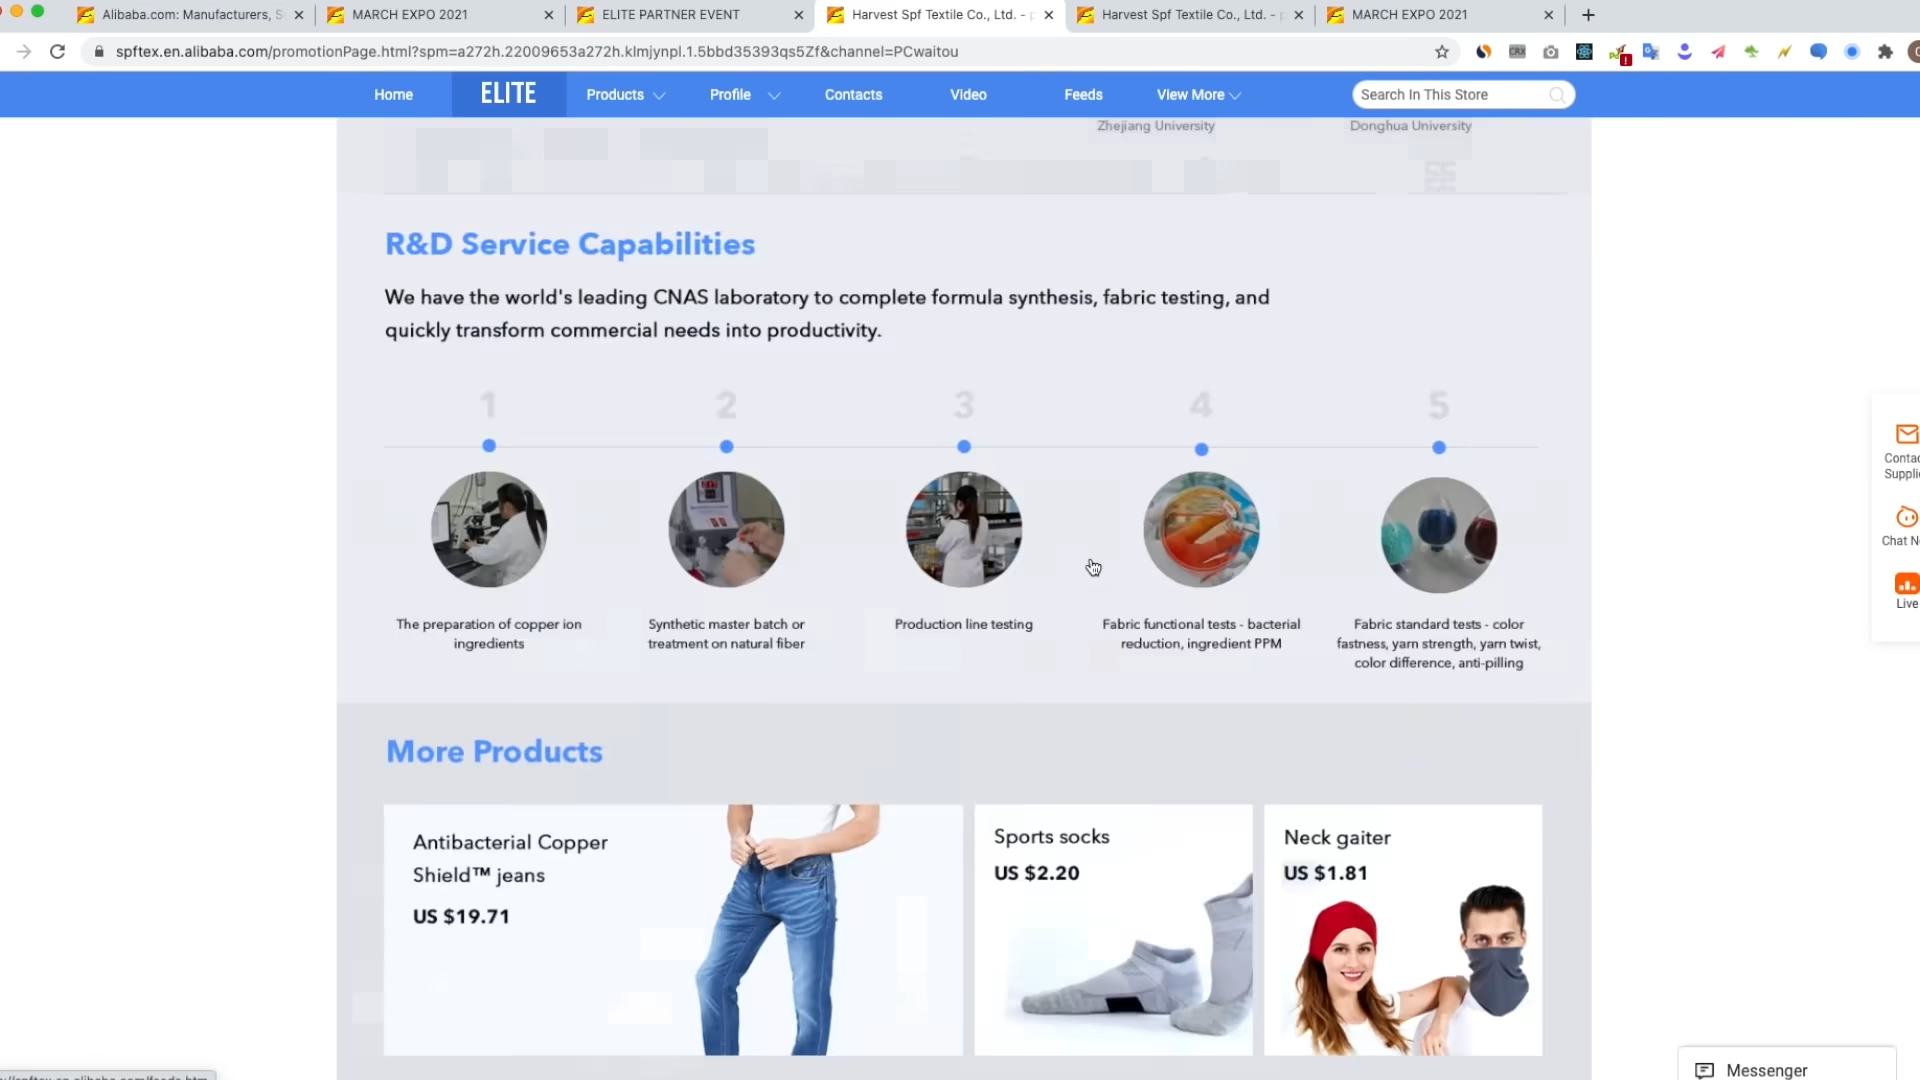 Alibaba.com: Manufacturers, S
MARCH EXPO 2021
ELITE PARTNER EVENT
Harvest Spf Textile Co., Ltd. -
Harvest Spf Textile Co., Ltd. -
MARCH EXPO 2021
spftex.en.alibaba.com/promotionPage.html?spm=a272h.22009653a272h.klmjynpl.1.5bbd35393qs5Zf&channel=PCwaitou
Home
ELITE
Products
Profile
Contacts
Video
Feeds
View More
Search In This Store
Zhejiang University
Donghua University
R&D Service Capabilities
We have the world's leading CNAS laboratory to complete formula synthesis, fabric testing, and
quickly transform commercial needs into productivity.
1
2
3
4
5
The preparation of copper ion
ingredients
Synthetic master batch or
treatment on natural fiber
Production line testing
Fabric functional tests - bacterial
reduction, ingredient PPM
Fabric standard tests - color
fastness, yarn strength, yarn twist,
color difference, anti-pilling
Contac
Supplie
Chat N
Live
More Products
Antibacterial Copper
Shield™ jeans
US $19.71
Sports socks
US $2.20
Neck gaiter
US $1.81
Messenger